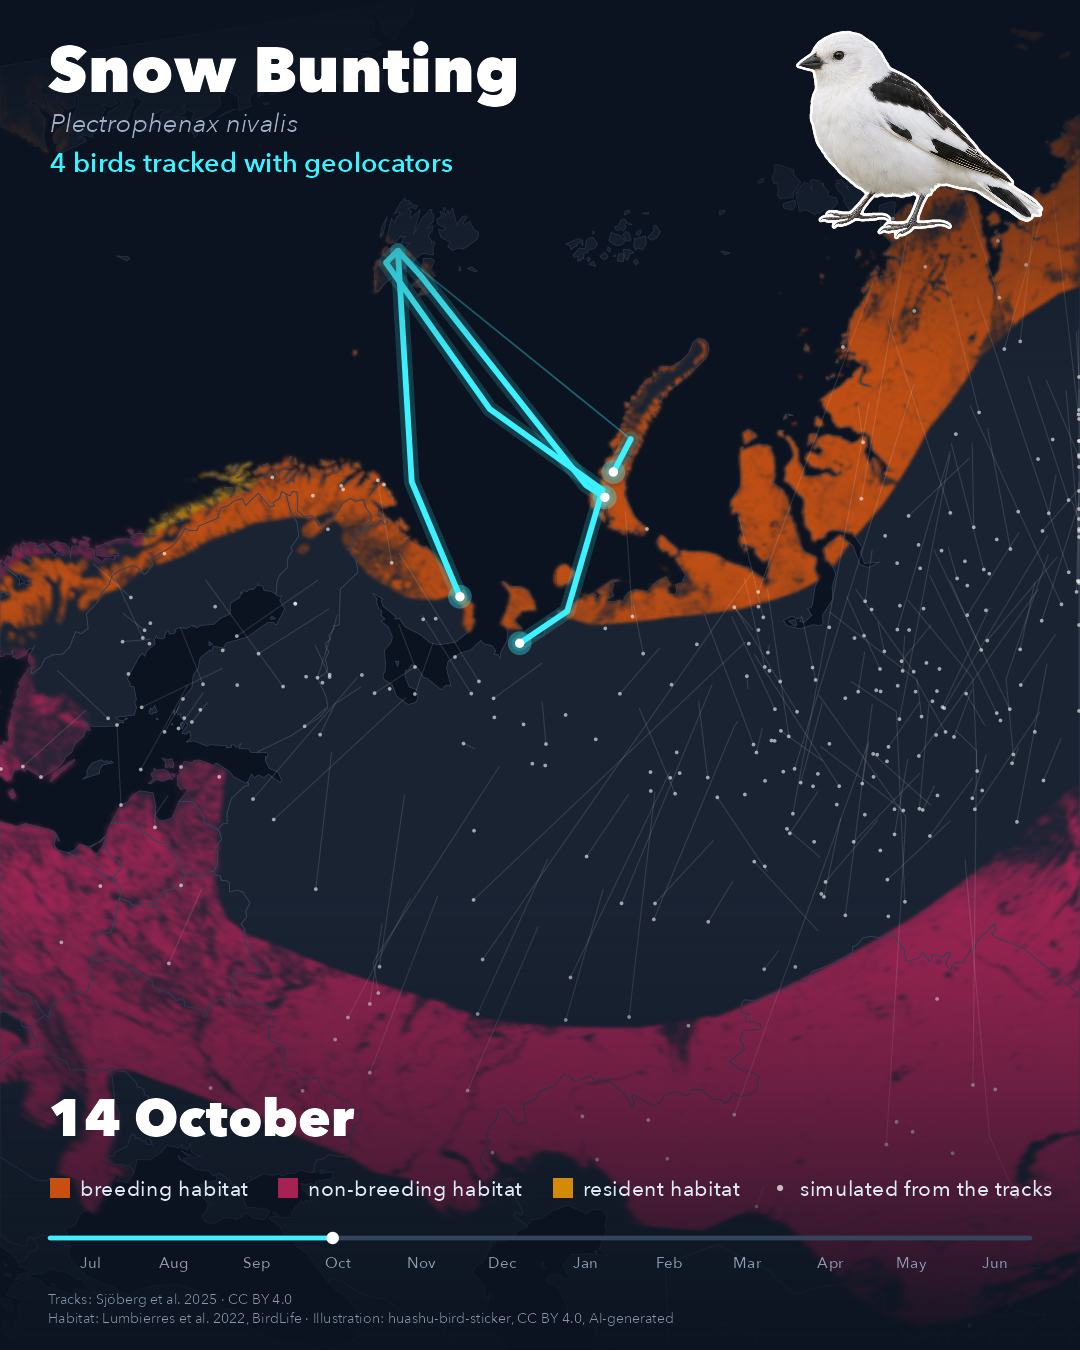 Snow Bunting
Plectrophenax nivalis
4 birds tracked with geolocators
14 October
breeding habitat non-breeding habitat resident habitat simulated from the tracks
Jul Aug Sep Oct Nov Dec Jan Feb Mar Apr May Jun
Tracks: Sjöberg et al. 2025 · CC BY 4.0
Habitat: Lumbierres et al. 2022, BirdLife · Illustration: huashu-bird-sticker, CC BY 4.0, AI-generated